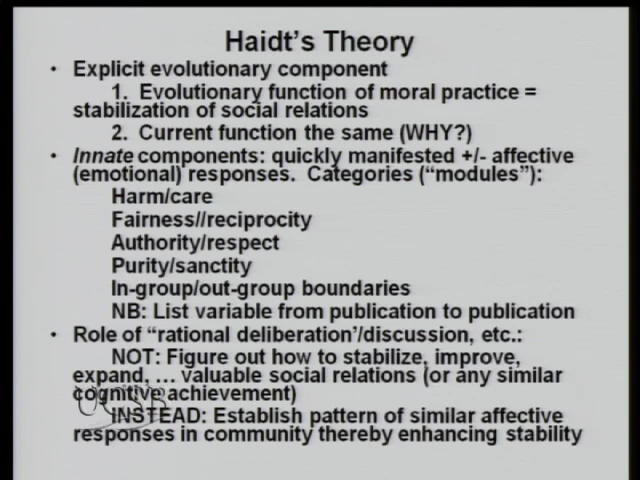 Haidt's Theory
• Explicit evolutionary component
1. Evolutionary function of moral practice =
stabilization of social relations
2. Current function the same (WHY?)
• Innate components: quickly manifested +/- affective
(emotional) responses. Categories ("modules"):
Harm/care
Fairness//reciprocity
Authority/respect
Purity/sanctity
In-group/out-group boundaries
NB: List variable from publication to publication
• Role of "rational deliberation'/discussion, etc.:
NOT: Figure out how to stabilize, improve,
expand, ... valuable social relations (or any similar
cognitive achievement)
UCSB
INSTEAD: Establish pattern of similar affective
responses in community thereby enhancing stability